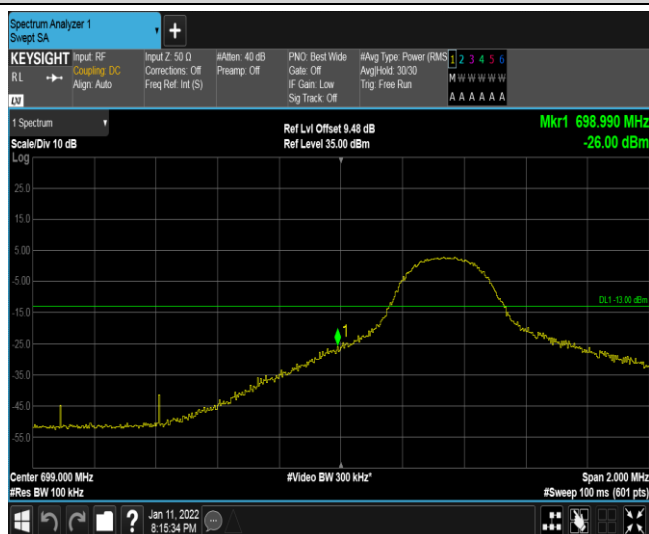 Spectrum Analyzer 1
Swept SA
KEYSIGHT
RL
Input: RF
Coupling: DC
Align: Auto
Input Z: 50 Ω
Corrections: Off
Freq Ref: Int (S)
#Atten: 40 dB
Preamp: Off
PNO: Best Wide
Gate: Off
IF Gain: Low
Sig Track: Off
#Avg Type: Power (RMS
Avg|Hold: 30/30
Trig: Free Run
1 2 3 4 5 6
M W W W W W
A A A A A A
LXI
1 Spectrum
Scale/Div 10 dB
Ref Lvl Offset 9.48 dB
Ref Level 35.00 dBm
Mkr1 698.990 MHz
-26.00 dBm
Log
25.0
15.0
5.00
-5.00
DL1 -13.00 dBm
-15.0
1
-25.0
-35.0
-45.0
-55.0
Center 699.000 MHz
#Res BW 100 kHz
#Video BW 300 kHz*
Span 2.000 MHz
#Sweep 100 ms (601 pts)
Jan 11, 2022
8:15:34 PM